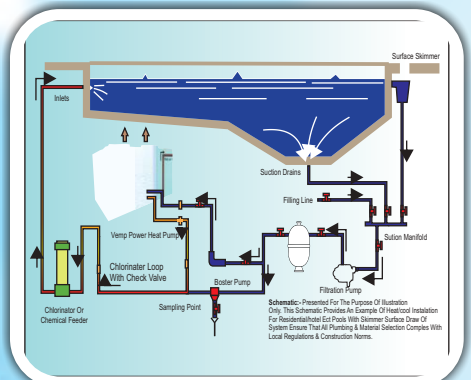 Surface Skimmer
Inlets
Suction Drains
Filling Line
Vemp Power Heat Pump
Sution Manifold
Chlorinater Loop
With Check Valve
Boster Pump
Filtration Pump
Sampling Point
Chlorinator Or
Chemical Feeder
Schematic:- Presented For The Purpose Of Illustration
Only. This Schematic Provides An Example Of Heat/cool Instalation
For Residential/hotel Ect Pools With Skimmer Surface Draw Of
System Ensure That All Plumbing & Material Selection Comples With
Local Regulations & Construction Norms.